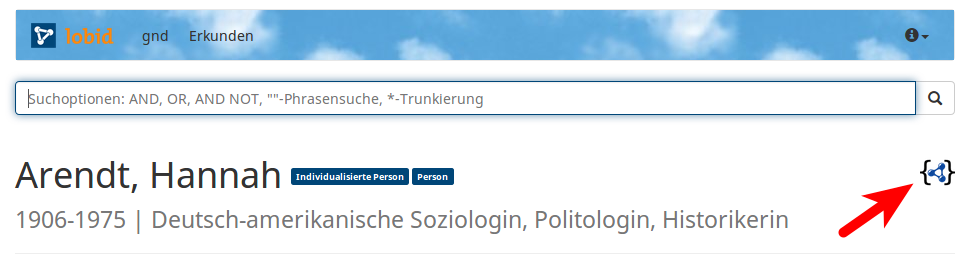 lobid gnd Erkunden
Suchoptionen: AND, OR, AND NOT, ""-Phrasensuche, *-Trunkierung
Arendt, Hannah Individualisierte Person Person
1906-1975 | Deutsch-amerikanische Soziologin, Politologin, Historikerin